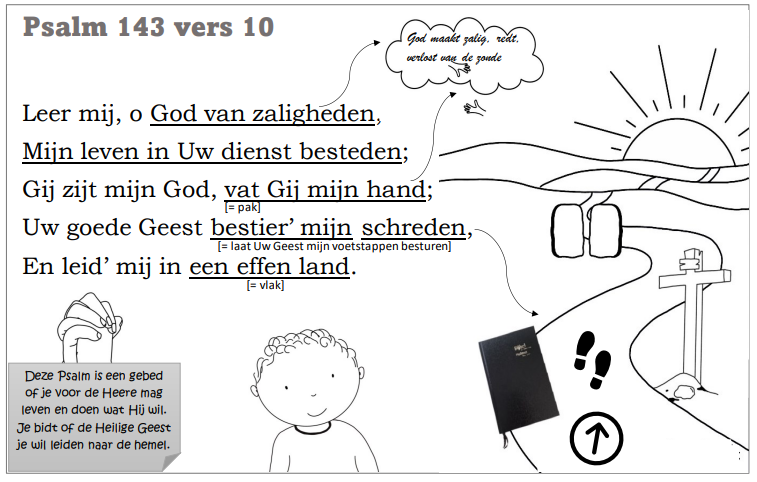 Psalm 143 vers 10
God maakt zalig, redt,
verlost van de zonde
Leer mij, o God van zaligheden,
Mijn leven in Uw dienst besteden;
Gij zijt mijn God, vat Gij mijn hand;
[= pak]
Uw goede Geest bestier’ mijn schreden,
[= laat Uw Geest mijn voetstappen besturen]
En leid’ mij in een effen land.
[= vlak]
Deze Psalm is een gebed
of je voor de Heere mag
leven en doen wat Hij wil.
Je bidt of de Heilige Geest
je wil leiden naar de hemel.